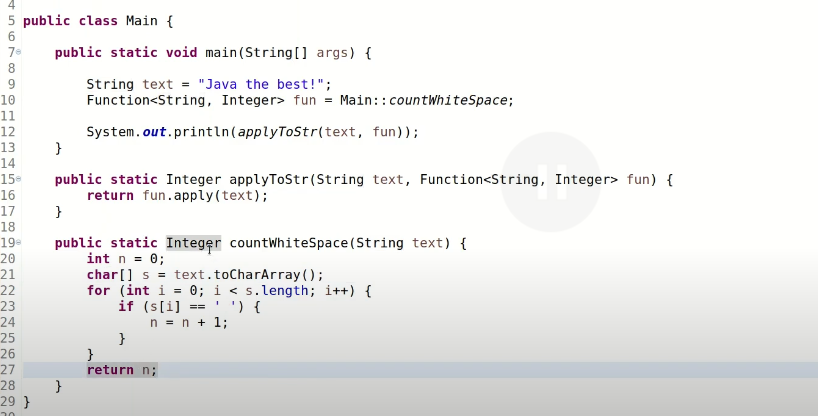 4
5 public class Main {
6
7 public static void main(String[] args) {
8
9 String text = "Java the best!";
10 Function<String, Integer> fun = Main::countWhiteSpace;
11
12 System.out.println(applyToStr(text, fun));
13 }
14
15 public static Integer applyToStr(String text, Function<String, Integer> fun) {
16 return fun.apply(text);
17 }
18
19 public static Integer countWhiteSpace(String text) {
20 int n = 0;
21 char[] s = text.toCharArray();
22 for (int i = 0; i < s.length; i++) {
23 if (s[i] == ' ') {
24 n = n + 1;
25 }
26 }
27 return n;
28 }
29 }